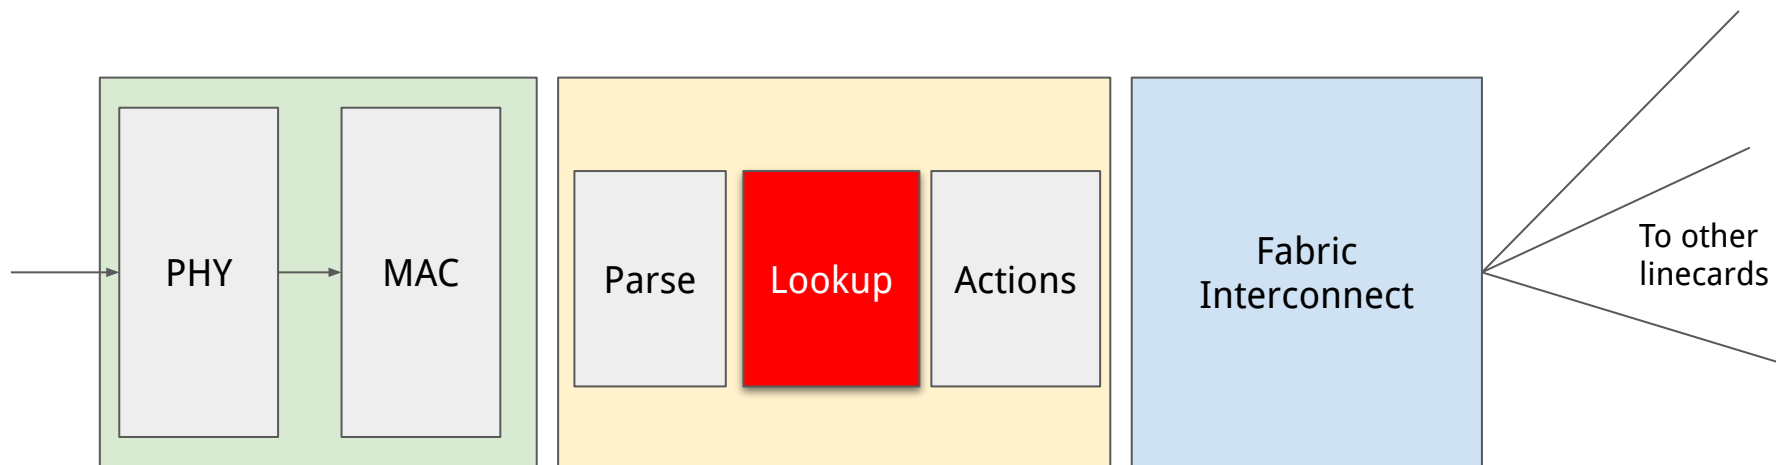 PHY
MAC
Parse
Lookup
Actions
Fabric
Interconnect
To other
linecards